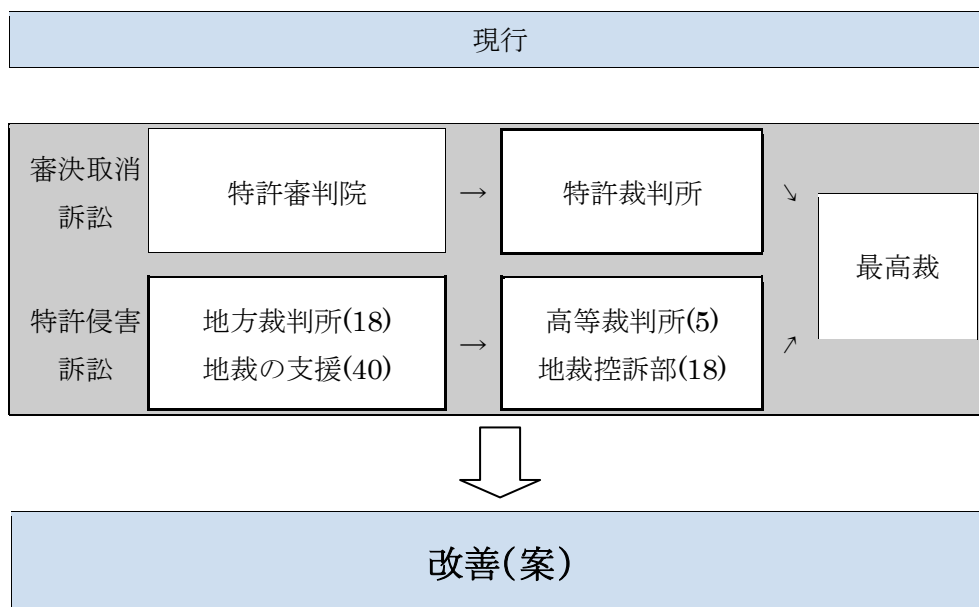 現行
審決取消
訴訟
特許審判院
→
特許裁判所
↘
最高裁
特許侵害
訴訟
地方裁判所(18)
地裁の支援(40)
→
高等裁判所(5)
地裁控訴部(18)
↗
改善(案)